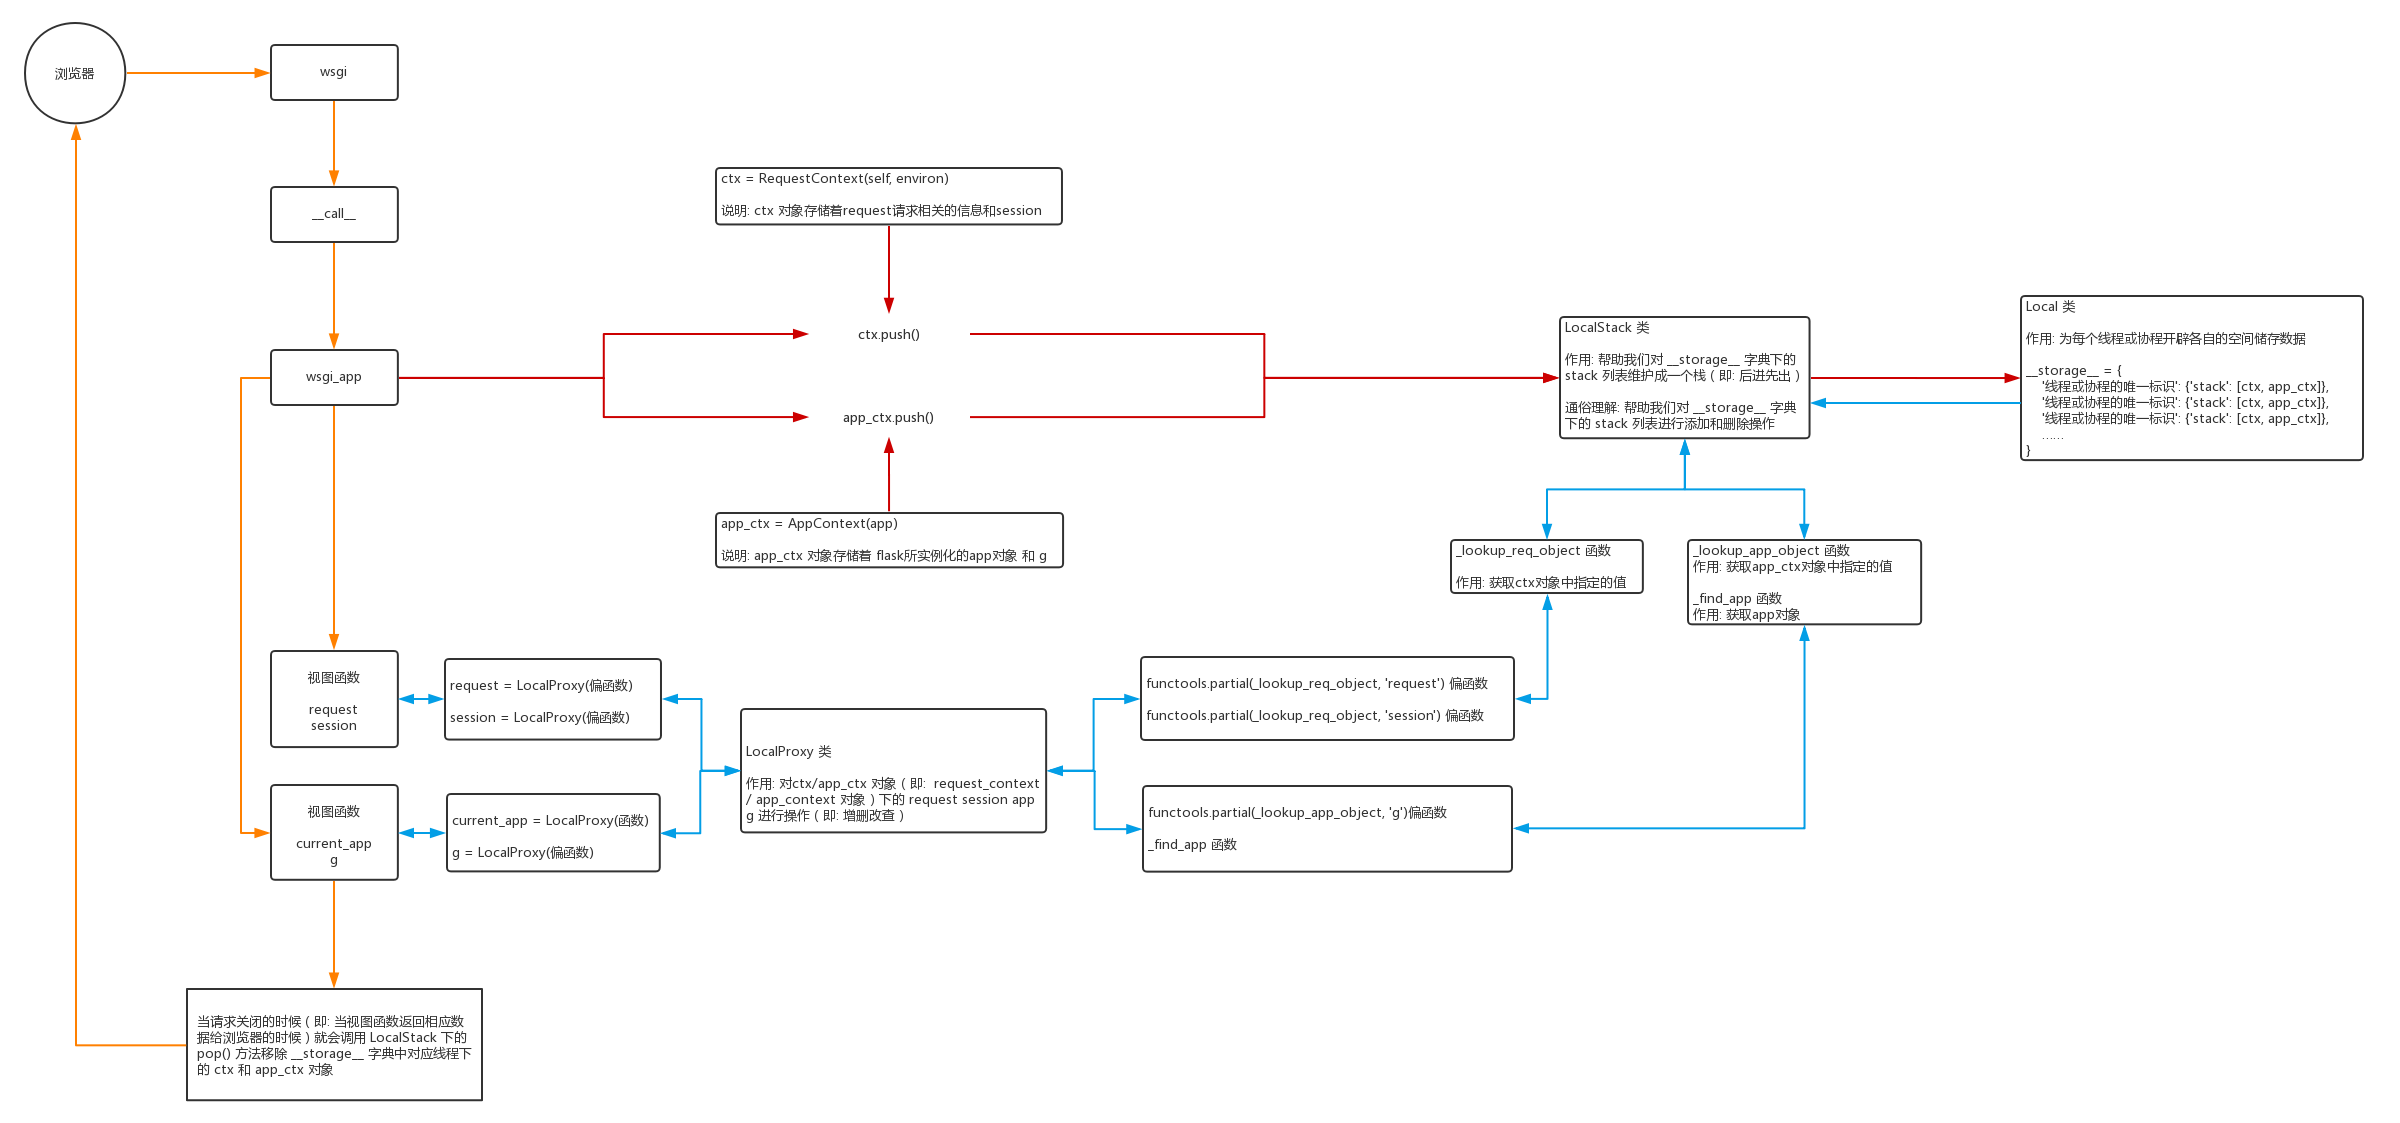 浏览器
wsgi
__call__
ctx = RequestContext(self, environ)
说明: ctx 对象存储着request请求相关的信息和session
ctx.push()
wsgi_app
app_ctx.push()
app_ctx = AppContext(app)
说明: app_ctx 对象存储着 flask所实例化的app对象 和 g
LocalStack 类
作用: 帮助我们对 __storage__ 字典下的
stack 列表维护成一个栈 ( 即: 后进先出 )
通俗理解: 帮助我们对 __storage__ 字典
下的 stack 列表进行添加和删除操作
Local 类
作用: 为每个线程或协程开辟各自的空间储存数据
__storage__ = {
'线程或协程的唯一标识': {'stack': [ctx, app_ctx]},
'线程或协程的唯一标识': {'stack': [ctx, app_ctx]},
'线程或协程的唯一标识': {'stack': [ctx, app_ctx]},
……
}
_lookup_req_object 函数
作用: 获取ctx对象中指定的值
_lookup_app_object 函数
作用: 获取app_ctx对象中指定的值
_find_app 函数
作用: 获取app对象
视图函数
request
session
request = LocalProxy(偏函数)
session = LocalProxy(偏函数)
LocalProxy 类
作用: 对ctx/app_ctx 对象 ( 即: request_context
/ app_context 对象 ) 下的 request session app
g 进行操作 ( 即: 增删改查 )
functools.partial(_lookup_req_object, 'request') 偏函数
functools.partial(_lookup_req_object, 'session') 偏函数
视图函数
current_app
g
current_app = LocalProxy(函数)
g = LocalProxy(偏函数)
functools.partial(_lookup_app_object, 'g')偏函数
_find_app 函数
当请求关闭的时候 ( 即: 当视图函数返回相应数
据给浏览器的时候 ) 就会调用 LocalStack 下的
pop() 方法移除 __storage__ 字典中对应线程下
的 ctx 和 app_ctx 对象